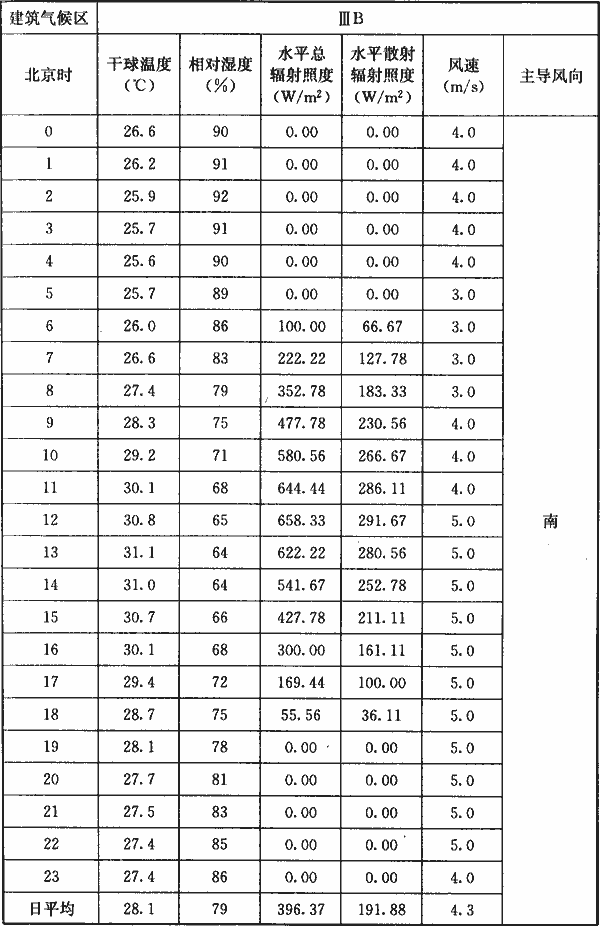 建筑气候区 ⅢB
北京时 干球温度（℃） 相对湿度（%） 水平总辐射照度（W/m²） 水平散射辐射照度（W/m²） 风速（m/s） 主导风向
0 26.6 90 0.00 0.00 4.0
1 26.2 91 0.00 0.00 4.0
2 25.9 92 0.00 0.00 4.0
3 25.7 91 0.00 0.00 4.0
4 25.6 90 0.00 0.00 4.0
5 25.7 89 0.00 0.00 3.0
6 26.0 86 100.00 66.67 3.0
7 26.6 83 222.22 127.78 3.0
8 27.4 79 352.78 183.33 3.0
9 28.3 75 477.78 230.56 4.0
10 29.2 71 580.56 266.67 4.0
11 30.1 68 644.44 286.11 4.0
12 30.8 65 658.33 291.67 5.0 南
13 31.1 64 622.22 280.56 5.0
14 31.0 64 541.67 252.78 5.0
15 30.7 66 427.78 211.11 5.0
16 30.1 68 300.00 161.11 5.0
17 29.4 72 169.44 100.00 5.0
18 28.7 75 55.56 36.11 5.0
19 28.1 78 0.00 0.00 5.0
20 27.7 81 0.00 0.00 5.0
21 27.5 83 0.00 0.00 5.0
22 27.4 85 0.00 0.00 5.0
23 27.4 86 0.00 0.00 4.0
日平均 28.1 79 396.37 191.88 4.3